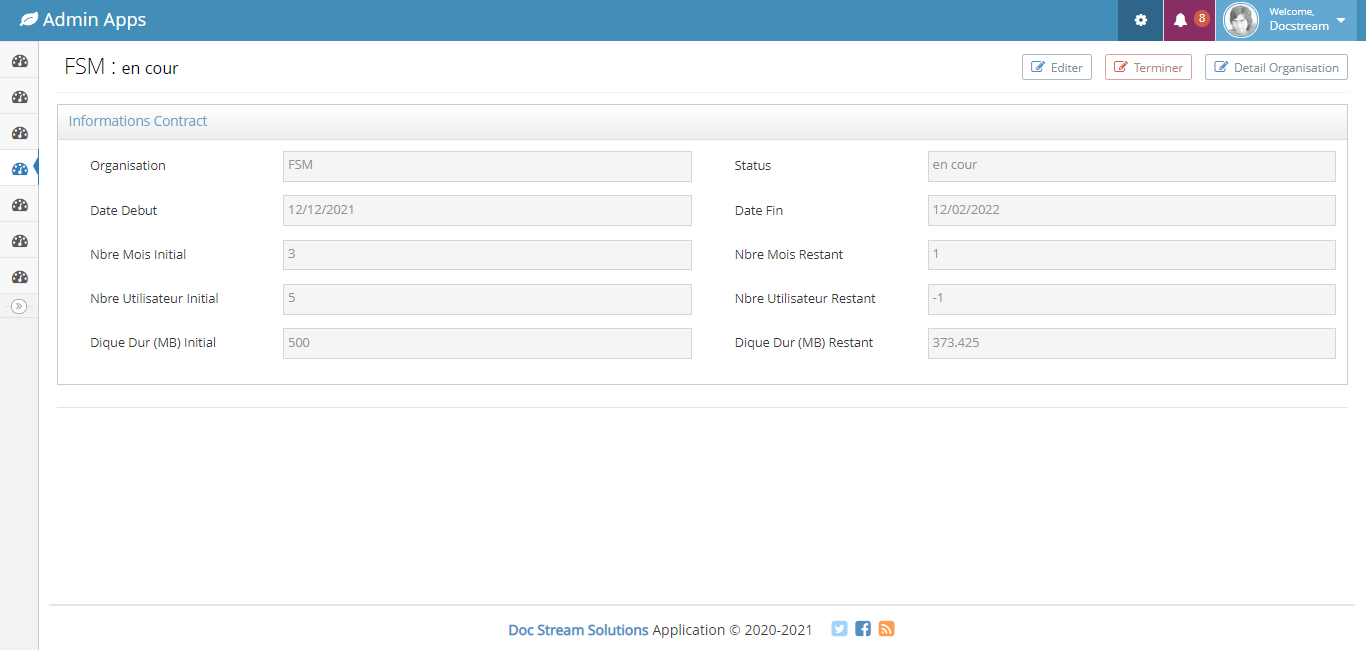 Admin Apps
8
Welcome,
Docstream
FSM : en cour
Editer
Terminer
Detail Organisation
Informations Contract
Organisation FSM Status en cour
Date Debut 12/12/2021 Date Fin 12/02/2022
Nbre Mois Initial 3 Nbre Mois Restant 1
Nbre Utilisateur Initial 5 Nbre Utilisateur Restant -1
Dique Dur (MB) Initial 500 Dique Dur (MB) Restant 373.425
Doc Stream Solutions Application © 2020-2021